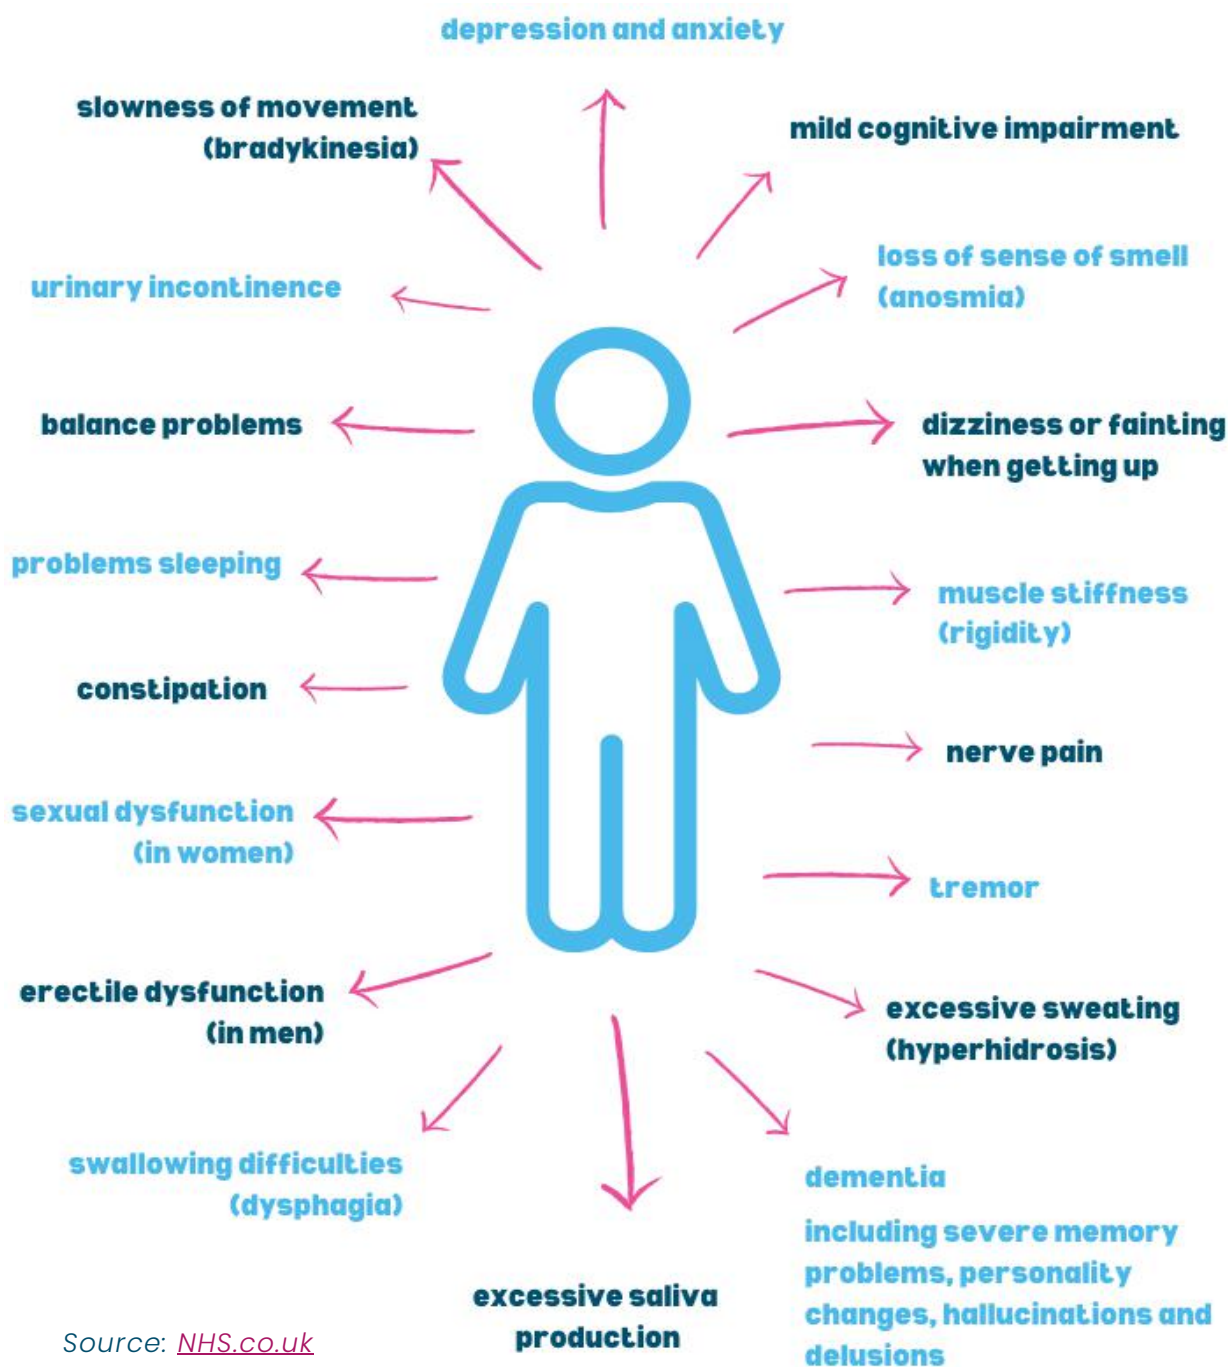 depression and anxiety
slowness of movement
(bradykinesia)
mild cognitive impairment
loss of sense of smell
(anosmia)
urinary incontinence
balance problems
dizziness or fainting
when getting up
problems sleeping
muscle stiffness
(rigidity)
constipation
nerve pain
sexual dysfunction
(in women)
tremor
erectile dysfunction
(in men)
excessive sweating
(hyperhidrosis)
swallowing difficulties
(dysphagia)
dementia
including severe memory
problems, personality
changes, hallucinations and
delusions
excessive saliva
production
Source: NHS.co.uk